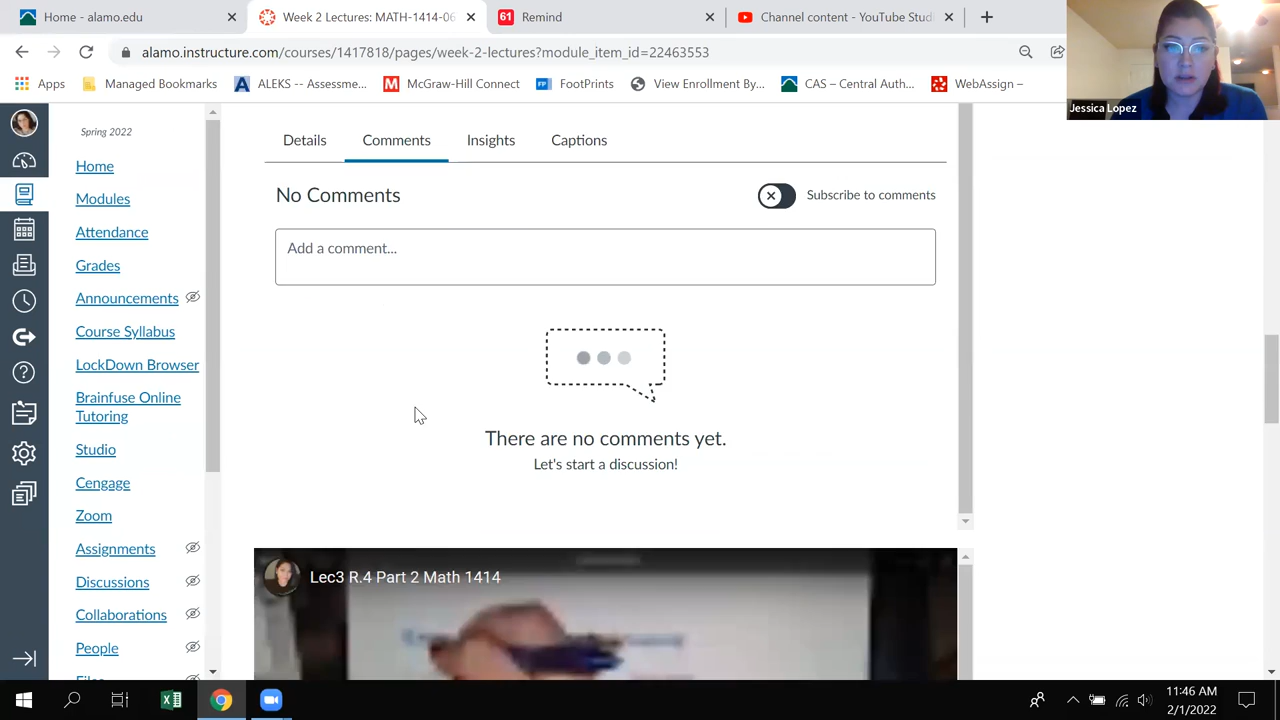 Home - alamo.edu
Week 2 Lectures: MATH-1414-06
61 Remind
Channel content - YouTube Stud
alamo.instructure.com/courses/1417818/pages/week-2-lectures?module_item_id=22463553
Apps
Managed Bookmarks
ALEKS -- Assessme...
McGraw-Hill Connect
FP FootPrints
View Enrollment By...
CAS – Central Auth...
WebAssign –
Jessica Lopez
Spring 2022
Home
Modules
Attendance
Grades
Announcements
Course Syllabus
LockDown Browser
Brainfuse Online
Tutoring
Studio
Cengage
Zoom
Assignments
Discussions
Collaborations
People
Files
Details
Comments
Insights
Captions
No Comments
Subscribe to comments
Add a comment...
There are no comments yet.
Let's start a discussion!
Lec3 R.4 Part 2 Math 1414
11:46 AM
2/1/2022